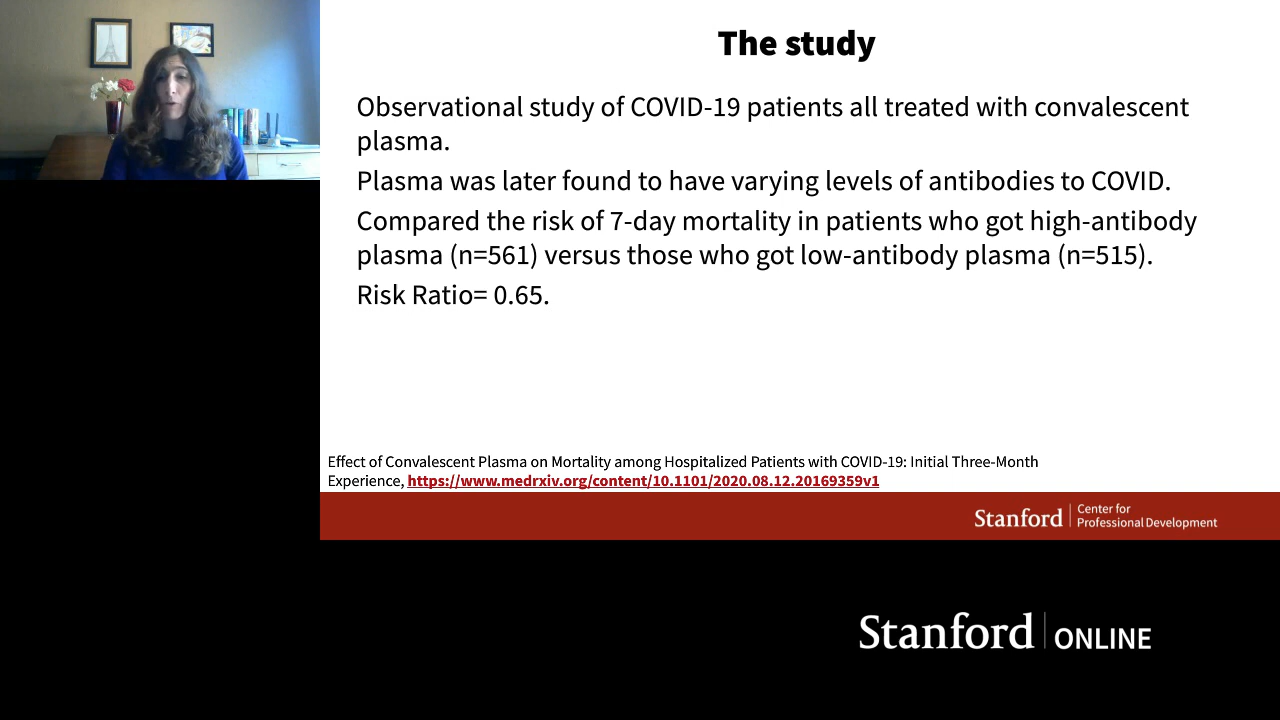 The study
Observational study of COVID-19 patients all treated with convalescent
plasma.
Plasma was later found to have varying levels of antibodies to COVID.
Compared the risk of 7-day mortality in patients who got high-antibody
plasma (n=561) versus those who got low-antibody plasma (n=515).
Risk Ratio= 0.65.
Effect of Convalescent Plasma on Mortality among Hospitalized Patients with COVID-19: Initial Three-Month
Experience, https://www.medrxiv.org/content/10.1101/2020.08.12.20169359v1
Stanford
Center for
Professional Development
Stanford ONLINE